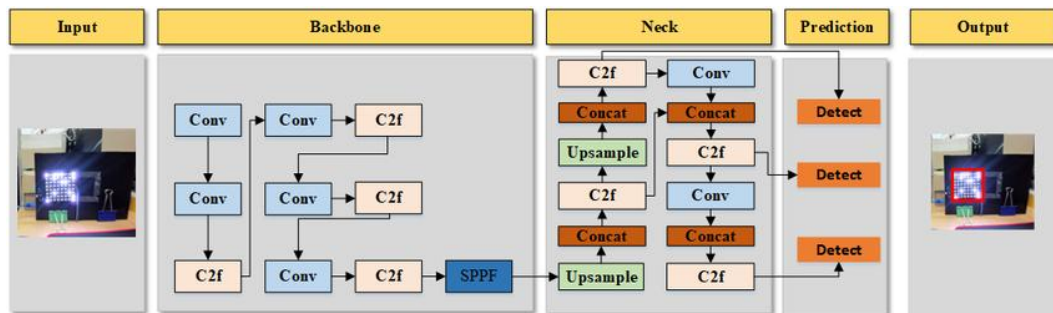 Input
Backbone
Neck
Prediction
Output
Conv
Conv
C2f
Conv
C2f
Conv
C2f
Conv
C2f
SPPF
C2f
Concat
Upsample
C2f
Concat
Upsample
Conv
Concat
C2f
Conv
Concat
C2f
Detect
Detect
Detect